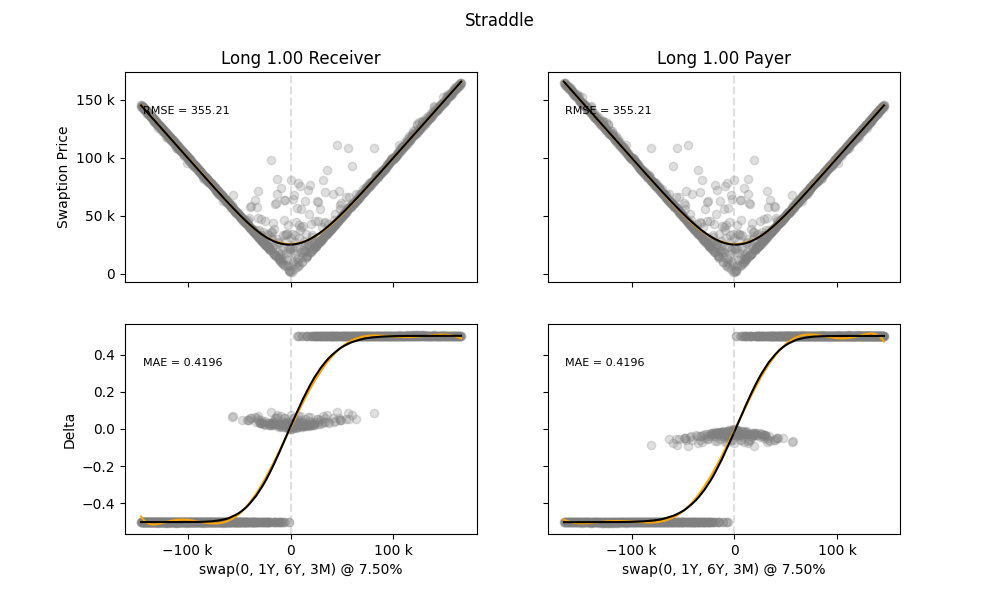 Straddle
Long 1.00 Receiver
Long 1.00 Payer
150 k
100 k
50 k
0
Swaption Price
RMSE = 355.21
RMSE = 355.21
0.4
0.2
0.0
−0.2
−0.4
Delta
MAE = 0.4196
MAE = 0.4196
−100 k
0
100 k
−100 k
0
100 k
swap(0, 1Y, 6Y, 3M) @ 7.50%
swap(0, 1Y, 6Y, 3M) @ 7.50%